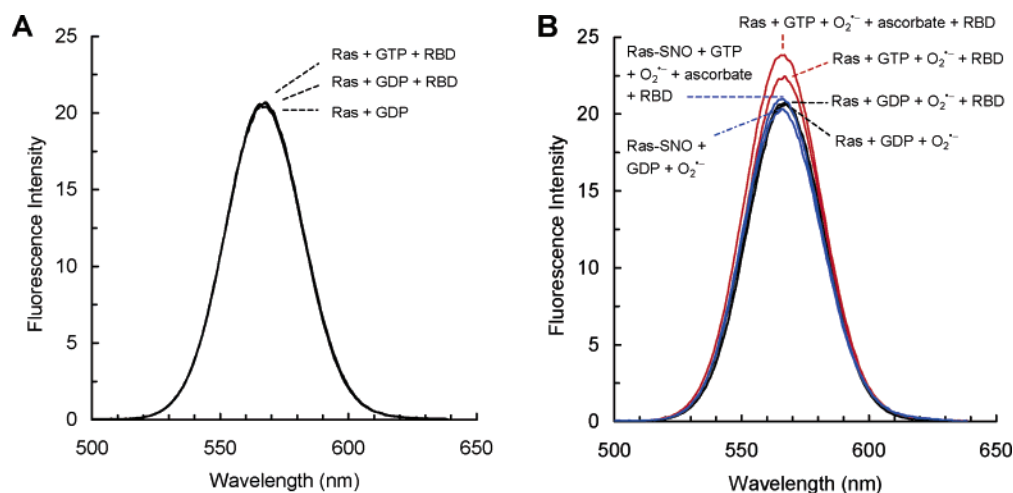 A
Ras + GTP + RBD
Ras + GDP + RBD
Ras + GDP
25
20
15
10
5
0
500
550
600
650
Fluorescence Intensity
Wavelength (nm)
B
Ras + GTP + O₂•− + ascorbate + RBD
Ras-SNO + GTP
+ O₂•− + ascorbate
+ RBD
Ras + GTP + O₂•− + RBD
Ras + GDP + O₂•− + RBD
Ras + GDP + O₂•−
Ras-SNO +
GDP + O₂•−
25
20
15
10
5
0
500
550
600
650
Fluorescence Intensity
Wavelength (nm)